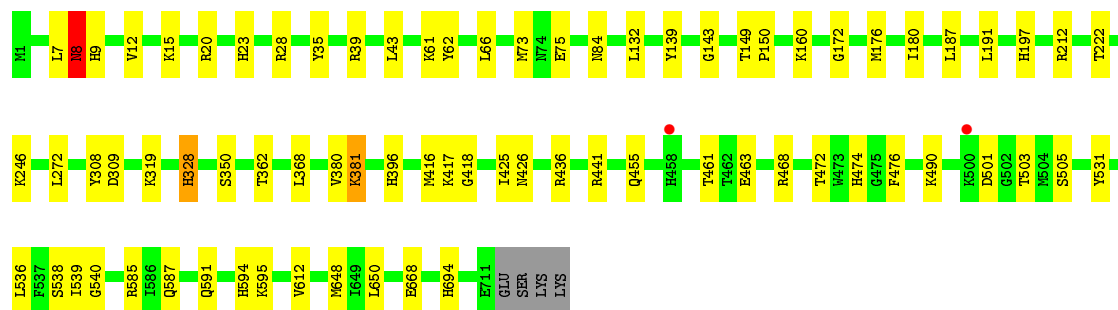 M1 L7 N8 H9 V12 K15 R20 H23 R28 Y35 R39 L43 K61 Y62 L66 M73 N74 E75 N84 L132 Y139 G143 T149 P150 K160 G172 M176 I180 L187 L191 H197 R212 T222
K246 L272 Y308 D309 K319 H328 S350 T362 L368 V380 K381 H396 M416 K417 G418 I425 N426 R436 R441 Q455 H458 T461 T462 E463 R468 T472 W473 H474 G475 F476 K490 K500 D501 G502 T503 M504 S505 Y531
L536 F537 S538 I539 G540 R585 I586 Q587 Q591 H594 K595 V612 M648 I649 L650 E668 H694 E711 GLU SER LYS LYS